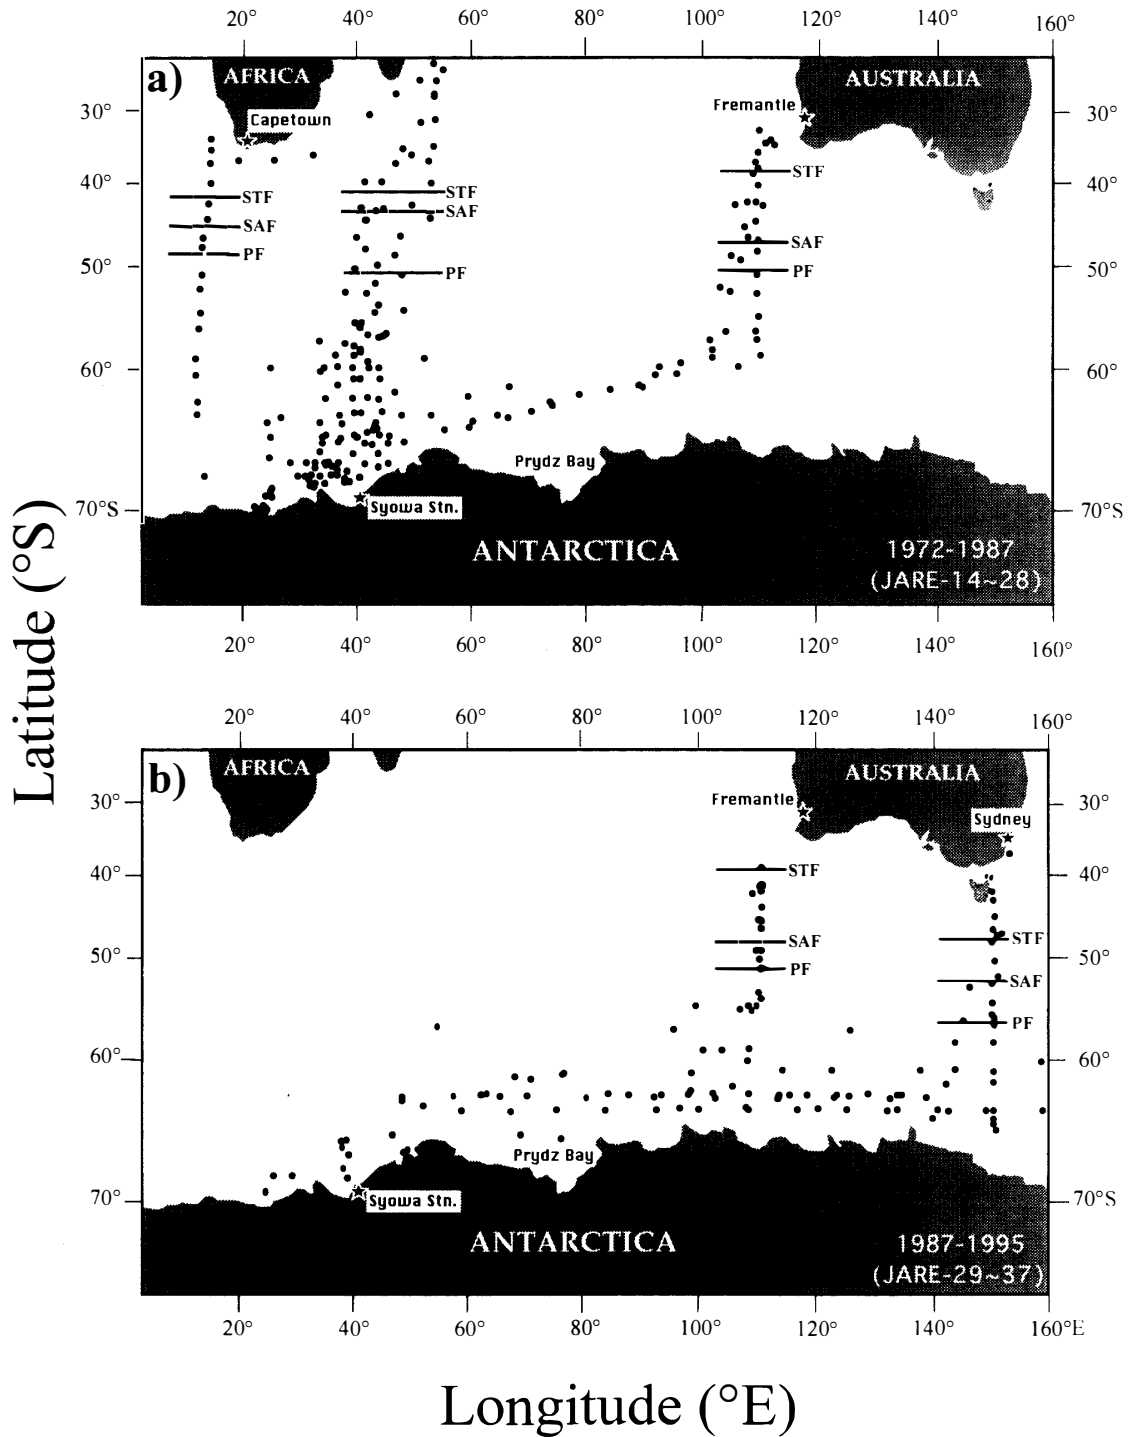 20° 40° 60° 80° 100° 120° 140° 160°
a)
AFRICA
AUSTRALIA
Fremantle
Capetown
30° 30°
STF
40° 40°
STF
STF
SAF
SAF
SAF
PF
50° 50°
PF
PF
60° 60°
Prydz Bay
Syowa Stn.
70°S 70°S
ANTARCTICA
1972-1987
(JARE-14~28)
20° 40° 60° 80° 100° 120° 140° 160°
Latitude (°S)
20° 40° 60° 80° 100° 120° 140° 160°
b)
AFRICA
AUSTRALIA
Fremantle
30° 30°
Sydney
STF
40° 40°
STF
SAF
50° 50°
PF
SAF
PF
60° 60°
Prydz Bay
Syowa Stn.
70° 70°S
ANTARCTICA
1987-1995
(JARE-29~37)
20° 40° 60° 80° 100° 120° 140° 160°E
Longitude (°E)